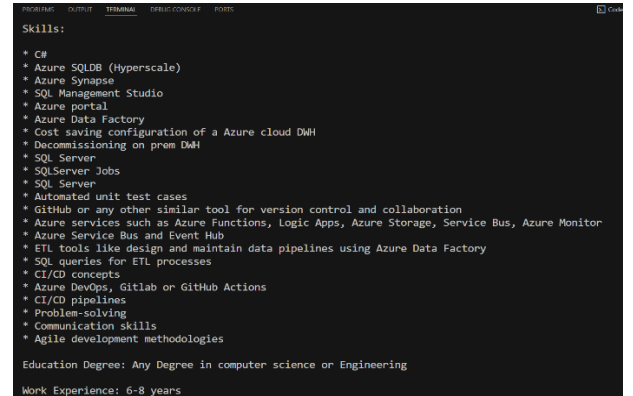 PROBLEMS OUTPUT TERMINAL DEBUG CONSOLE PORTS Code
Skills:
* C#
* Azure SQLDB (Hyperscale)
* Azure Synapse
* SQL Management Studio
* Azure portal
* Azure Data Factory
* Cost saving configuration of a Azure cloud DWH
* Decommissioning on prem DWH
* SQL Server
* SQLServer Jobs
* SQL Server
* Automated unit test cases
* GitHub or any other similar tool for version control and collaboration
* Azure services such as Azure Functions, Logic Apps, Azure Storage, Service Bus, Azure Monitor
* Azure Service Bus and Event Hub
* ETL tools like design and maintain data pipelines using Azure Data Factory
* SQL queries for ETL processes
* CI/CD concepts
* Azure DevOps, Gitlab or GitHub Actions
* CI/CD pipelines
* Problem-solving
* Communication skills
* Agile development methodologies
Education Degree: Any Degree in computer science or Engineering
Work Experience: 6-8 years